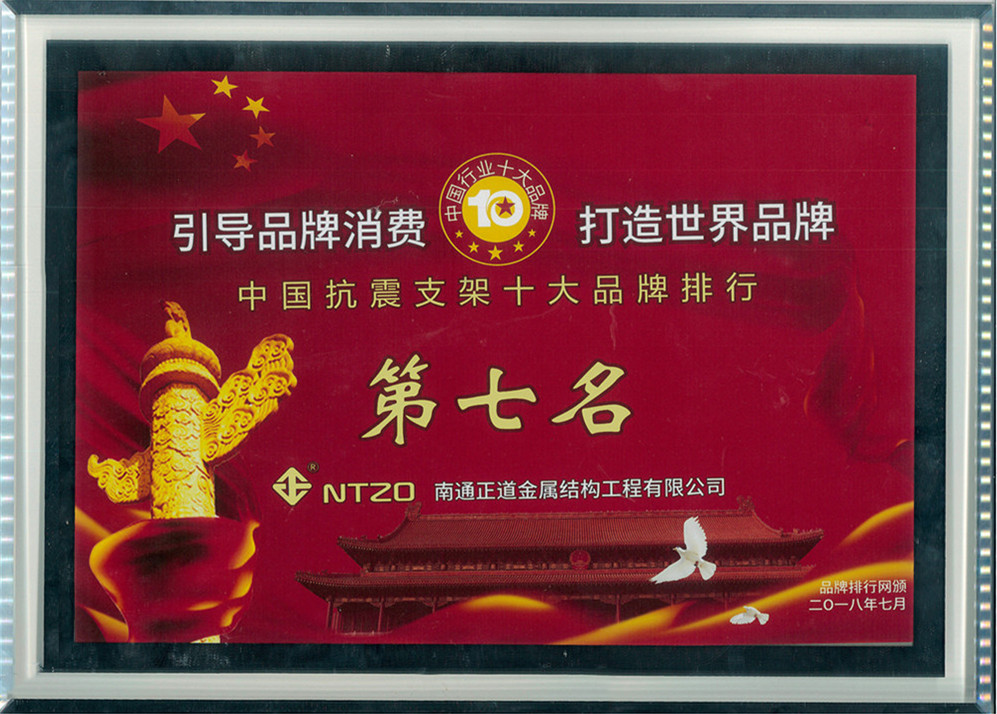 中国行业十大品牌
10
引导品牌消费 打造世界品牌
中国抗震支架十大品牌排行
第七名
® NTZO 南通正道金属结构工程有限公司
品牌排行网颁
二O一八年七月